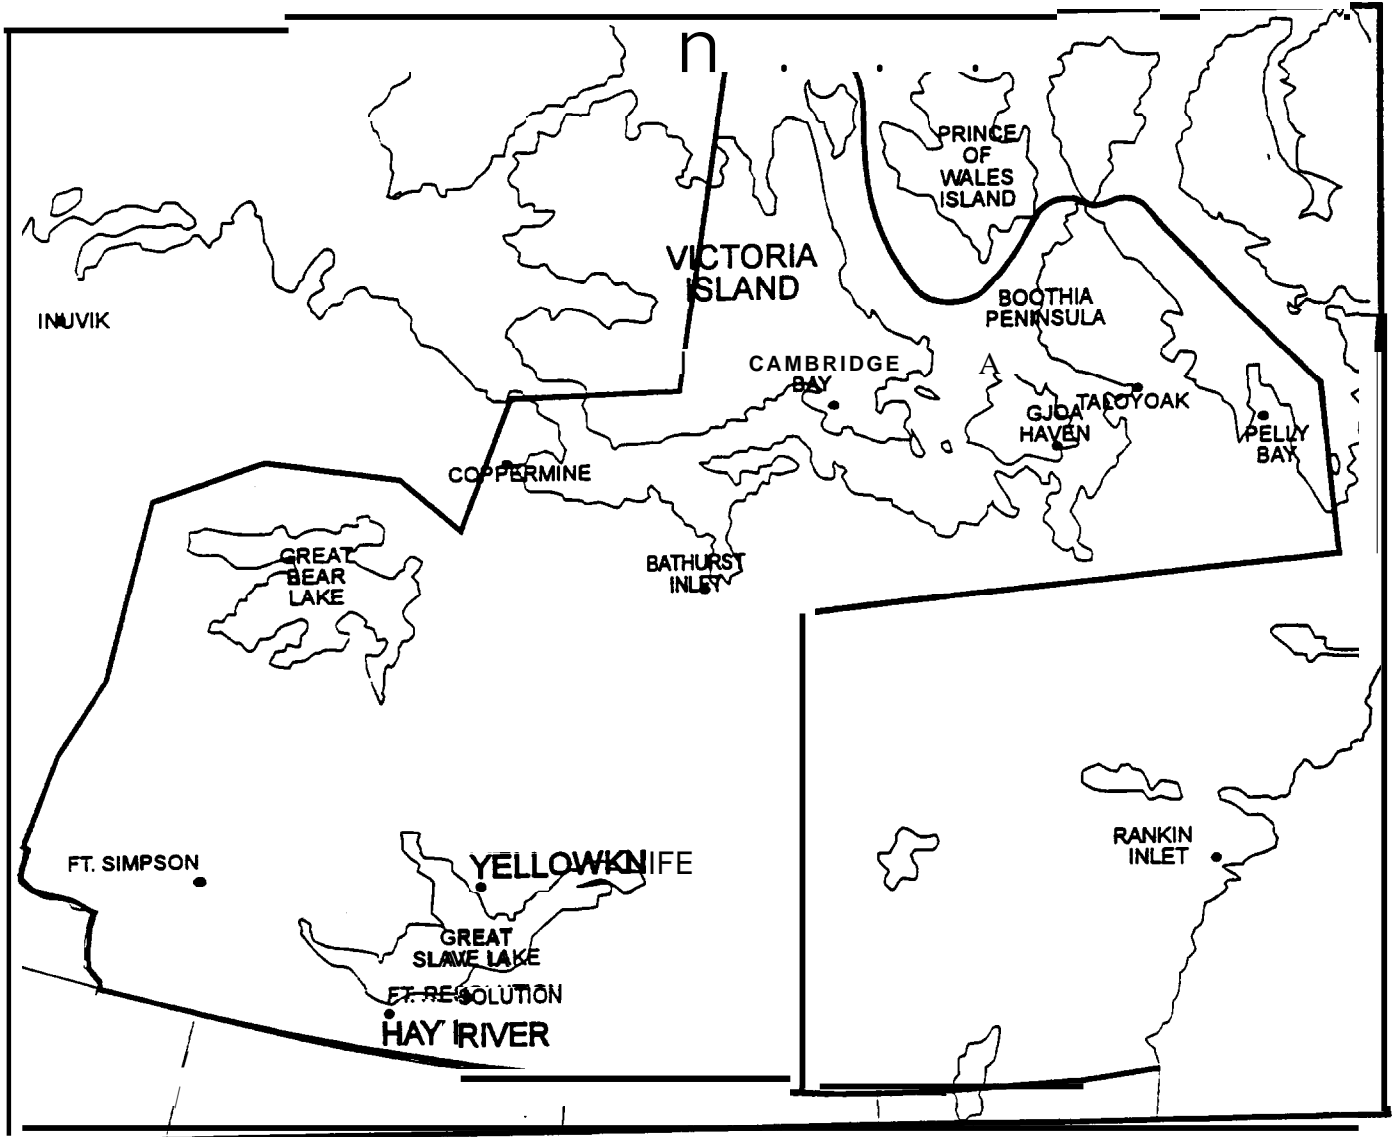 n . . .
PRINCE
OF
WALES
ISLAND
VICTORIA
ISLAND
BOOTHIA
PENINSULA
INUVIK
CAMBRIDGE
BAY
A
TALOYOAK
GJOA
HAVEN
PELLY
BAY
COPPERMINE
GREAT
BEAR
LAKE
BATHURST
INLET
RANKIN
INLET
FT. SIMPSON
YELLOWKNIFE
GREAT
SLAVE LAKE
FT. RESOLUTION
HAY RIVER